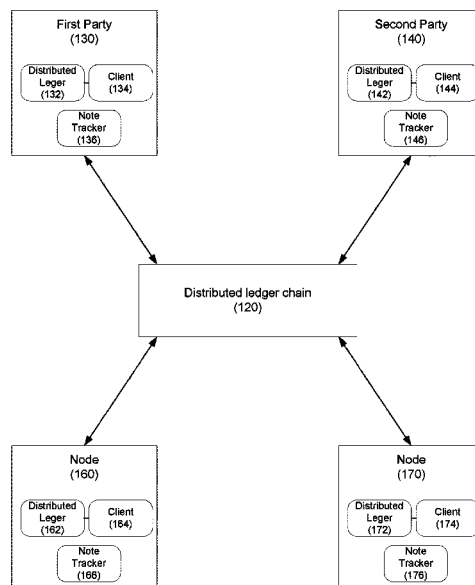 First Party
(130)
Distributed
Leger
(132)
Client
(134)
Note
Tracker
(136)
Second Party
(140)
Distributed
Leger
(142)
Client
(144)
Note
Tracker
(146)
Distributed ledger chain
(120)
Node
(160)
Distributed
Leger
(162)
Client
(164)
Note
Tracker
(166)
Node
(170)
Distributed
Leger
(172)
Client
(174)
Note
Tracker
(176)